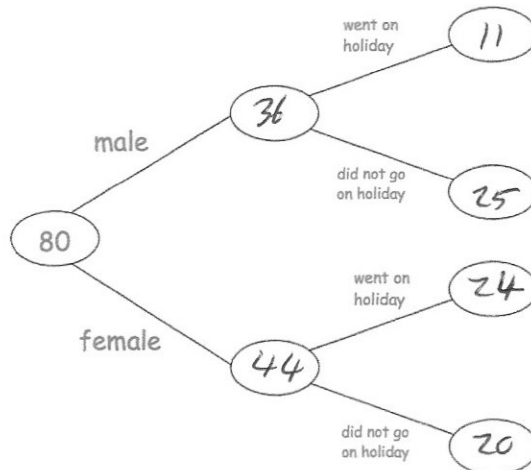 went on
holiday
11
36
male
did not go
on holiday
25
80
went on
holiday
24
female
44
did not go
on holiday
20